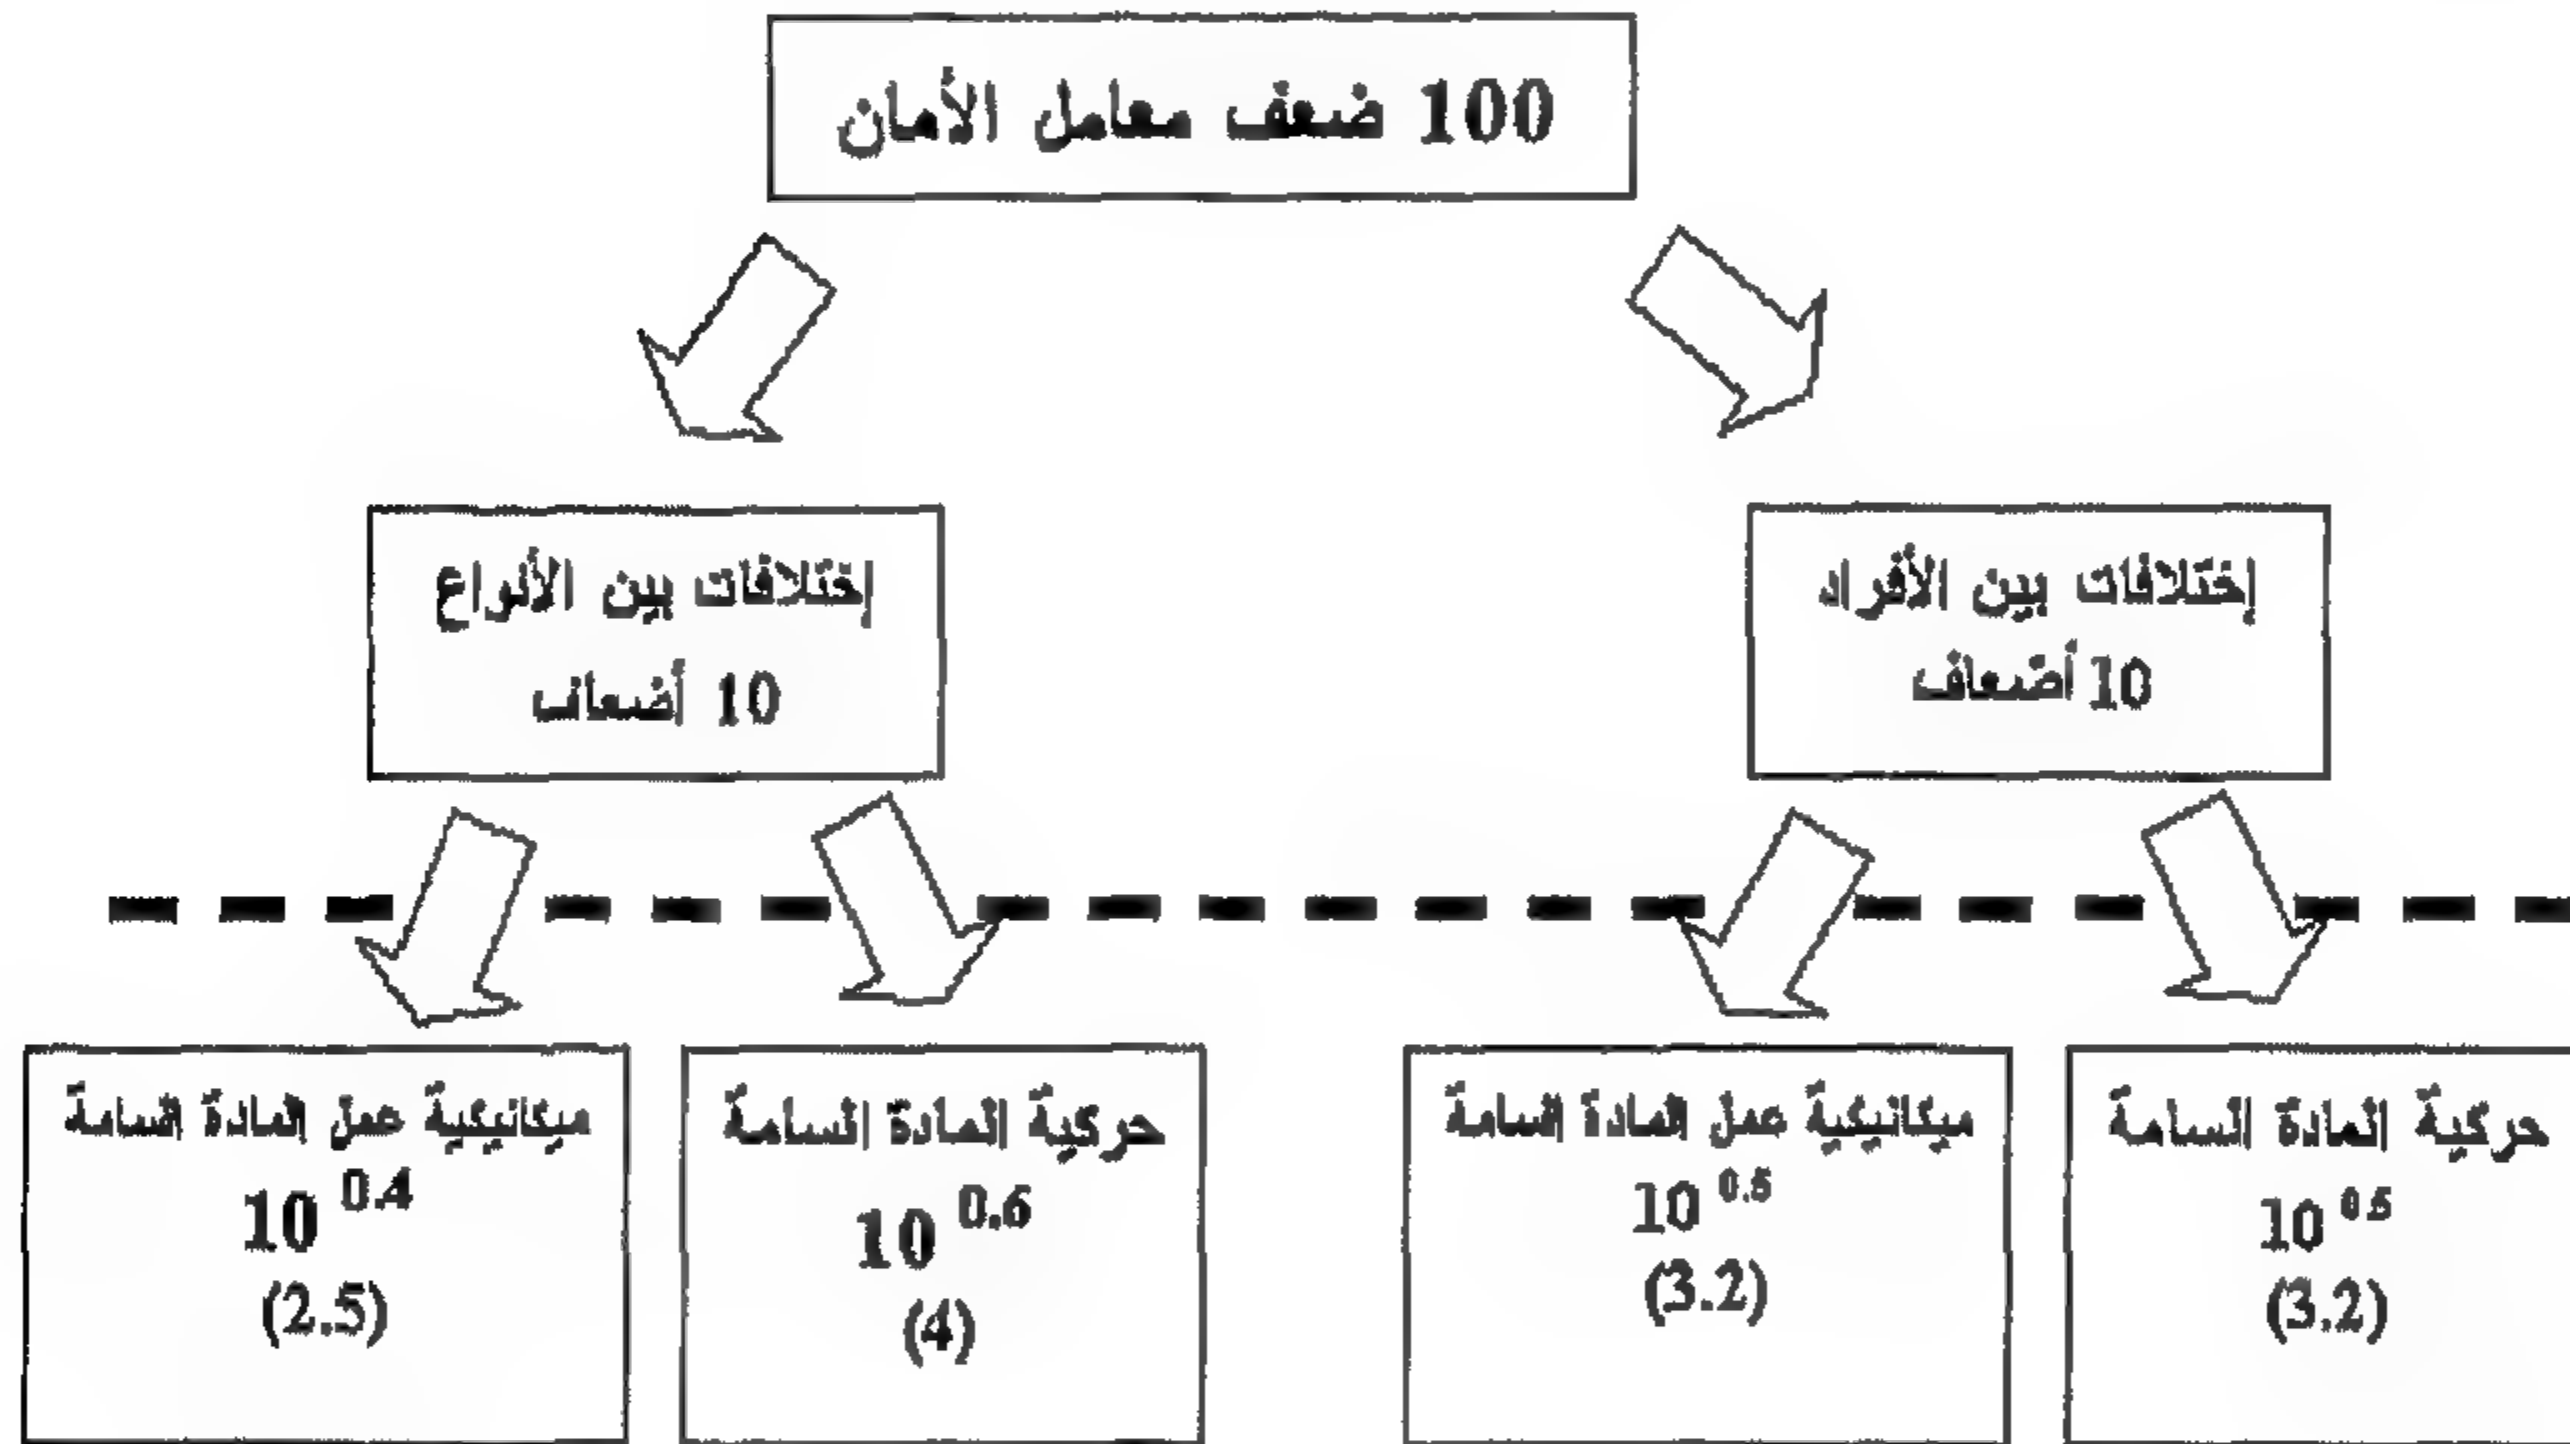 100 ضعف معامل الأمان
إختلافات بين الأفراد
10 أضعاف
إختلافات بين الأنواع
10 أضعاف
حركية المادة السامة
10 ^0.5
(3.2)
ميكانيكية عمل المادة السامة
10 ^0.5
(3.2)
حركية المادة السامة
10 ^0.6
(4)
ميكانيكية عمل المادة السامة
10 ^0.4
(2.5)